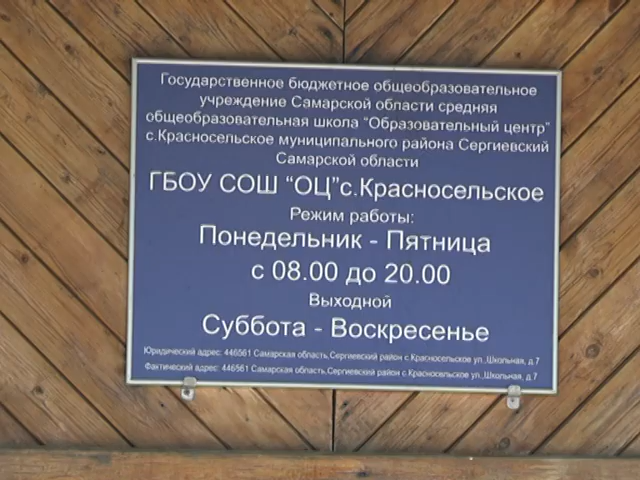 Государственное бюджетное общеобразовательное
учреждение Самарской области средняя
общеобразовательная школа "Образовательный центр"
с.Красносельское муниципального района Сергиевский
Самарской области
ГБОУ СОШ "ОЦ"с.Красносельское
Режим работы:
Понедельник - Пятница
с 08.00 до 20.00
Выходной
Суббота - Воскресенье
Юридический адрес: 446561 Самарская область,Сергиевский район с.Красносельское ул.,Школьная, д.7
Фактический адрес: 446561 Самарская область,Сергиевский район с.Красносельское ул.,Школьная, д.7